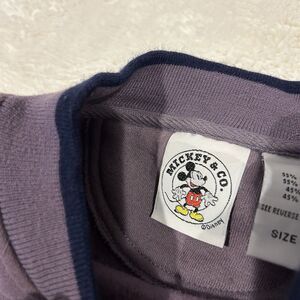 MICKEY & CO.
©Disney
55%
55%
45%
45%
SEE REVERSE
SIZE